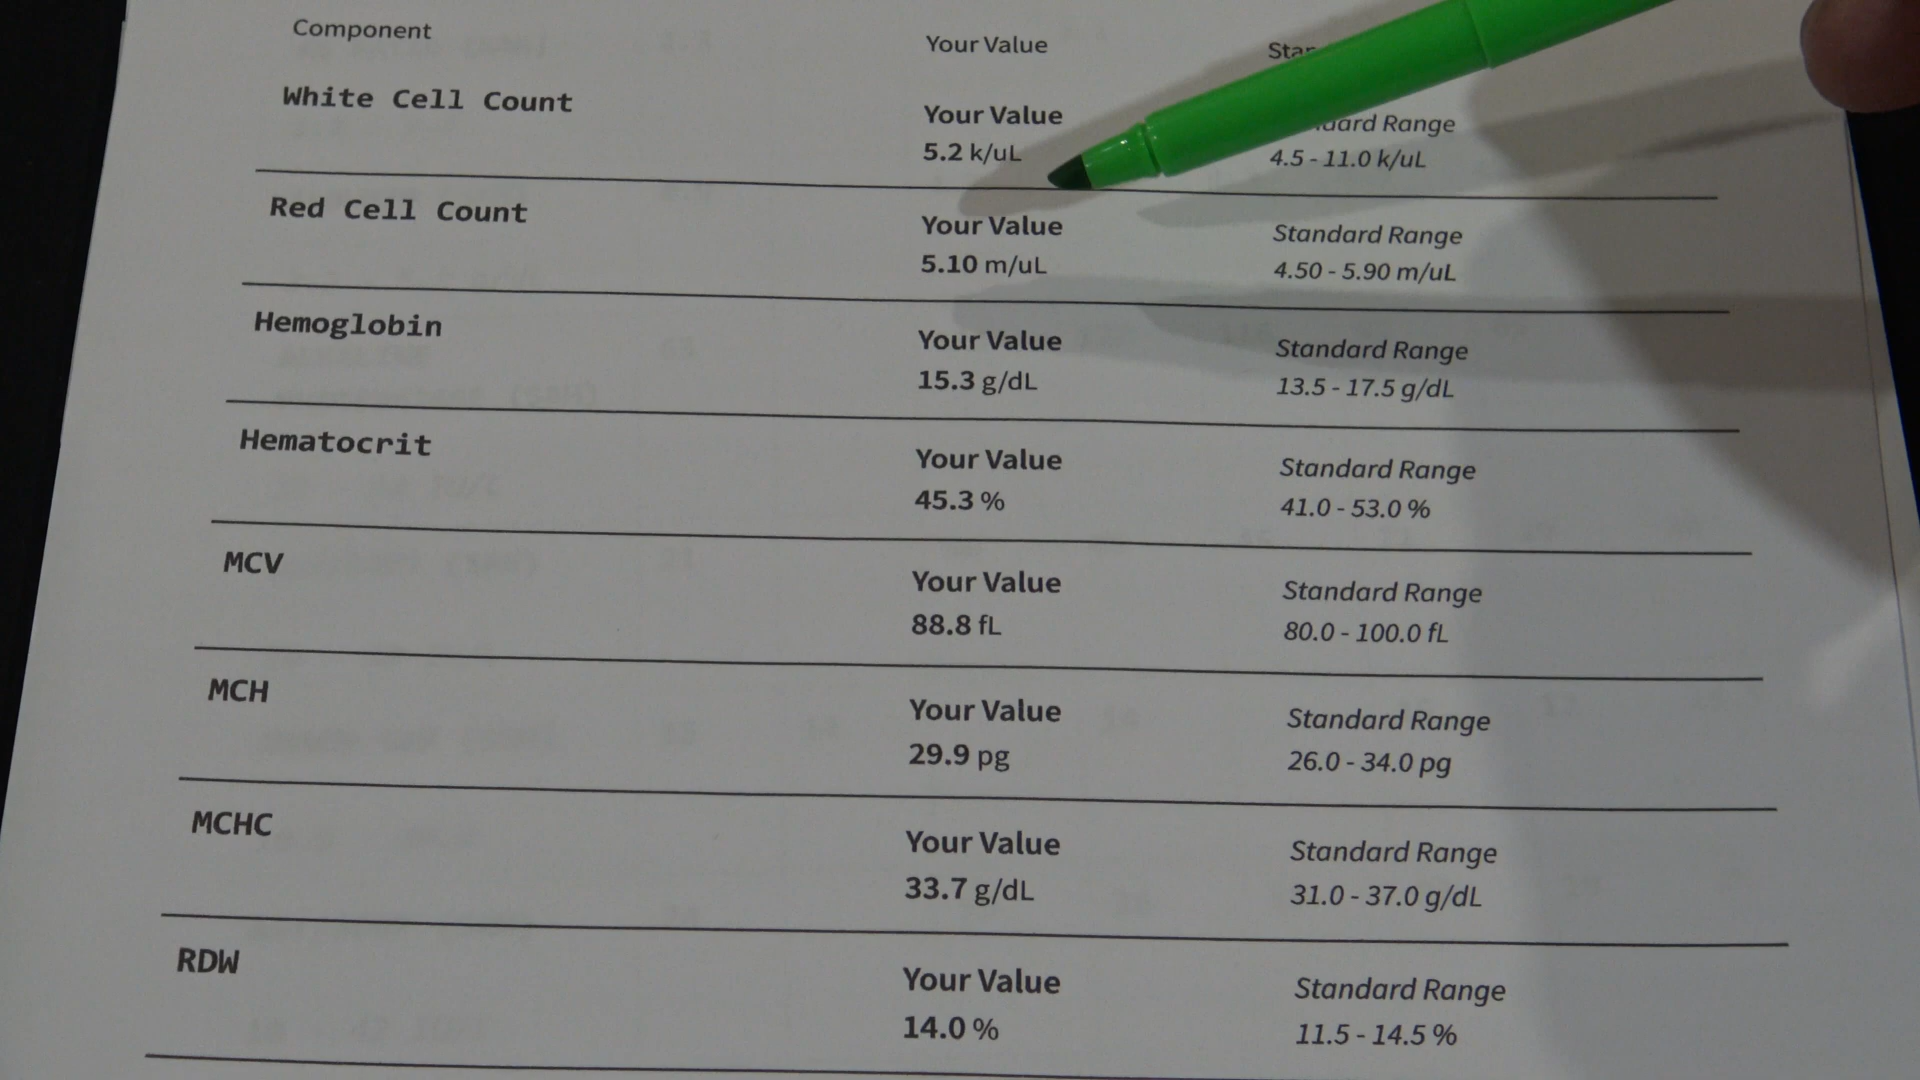 Component Your Value
White Cell Count Your Value Range
5.2 k/uL 4.5 - 11.0 k/uL
Red Cell Count Your Value Standard Range
5.10 m/uL 4.50 - 5.90 m/uL
Hemoglobin Your Value Standard Range
15.3 g/dL 13.5 - 17.5 g/dL
Hematocrit Your Value Standard Range
45.3 % 41.0 - 53.0 %
MCV Your Value Standard Range
88.8 fL 80.0 - 100.0 fL
MCH Your Value Standard Range
29.9 pg 26.0 - 34.0 pg
MCHC Your Value Standard Range
33.7 g/dL 31.0 - 37.0 g/dL
RDW Your Value Standard Range
14.0 % 11.5 - 14.5 %